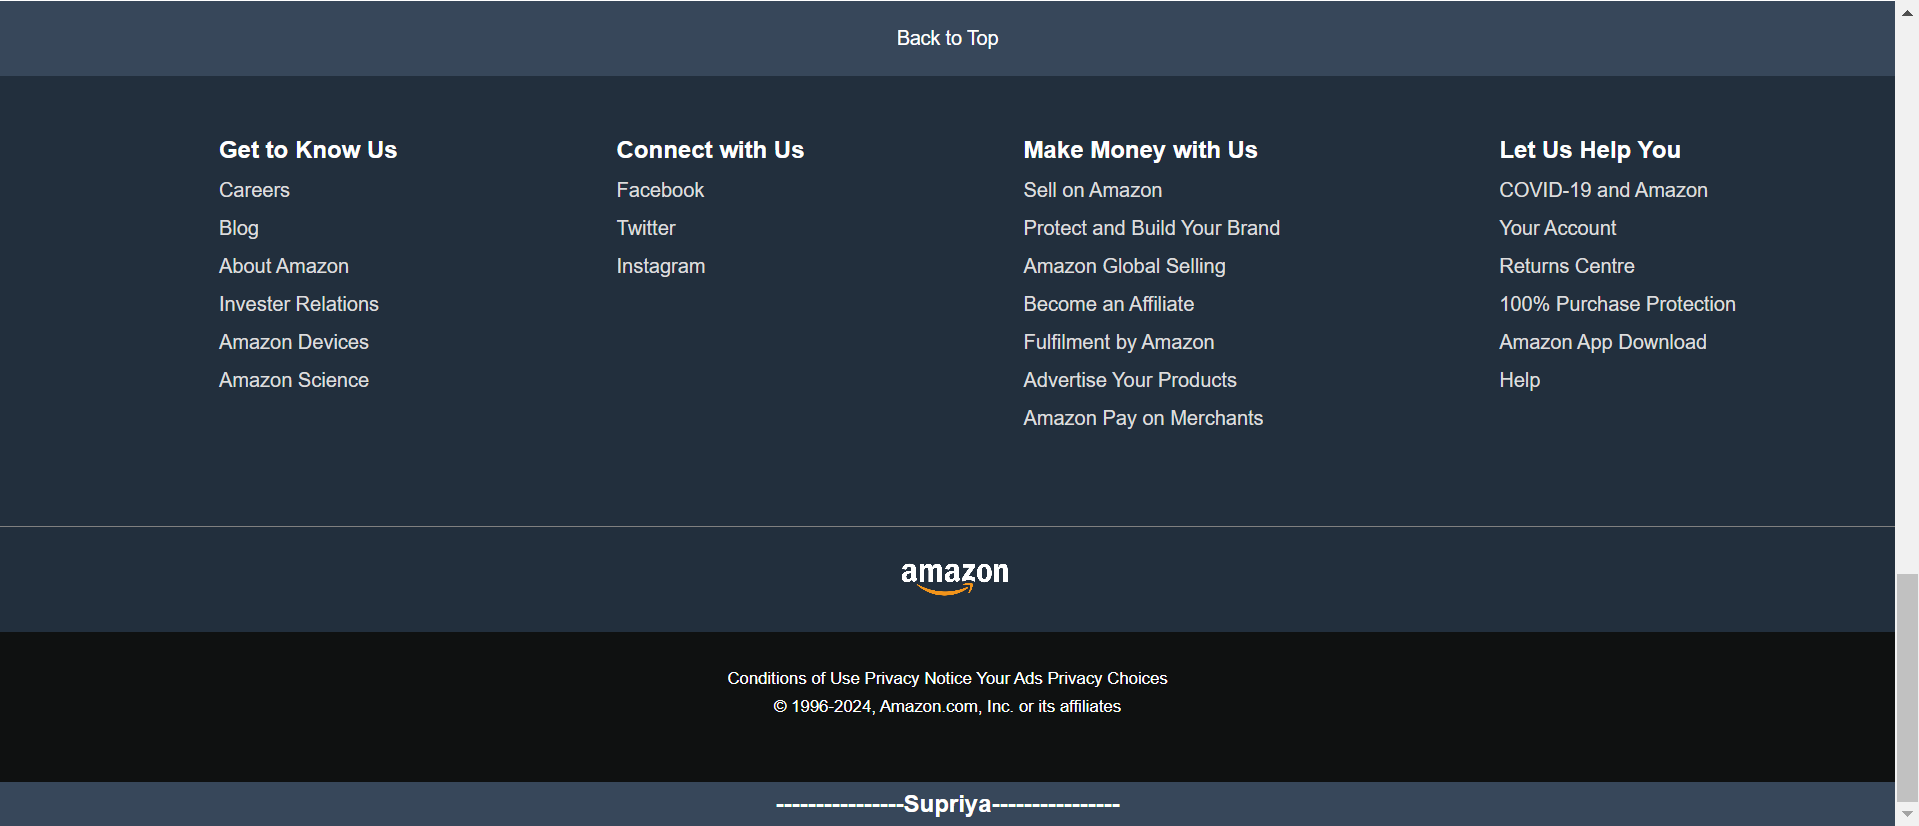 Back to Top
Get to Know Us
Careers
Blog
About Amazon
Invester Relations
Amazon Devices
Amazon Science
Connect with Us
Facebook
Twitter
Instagram
Make Money with Us
Sell on Amazon
Protect and Build Your Brand
Amazon Global Selling
Become an Affiliate
Fulfilment by Amazon
Advertise Your Products
Amazon Pay on Merchants
Let Us Help You
COVID-19 and Amazon
Your Account
Returns Centre
100% Purchase Protection
Amazon App Download
Help
amazon
Conditions of Use Privacy Notice Your Ads Privacy Choices
© 1996-2024, Amazon.com, Inc. or its affiliates
----------------Supriya----------------